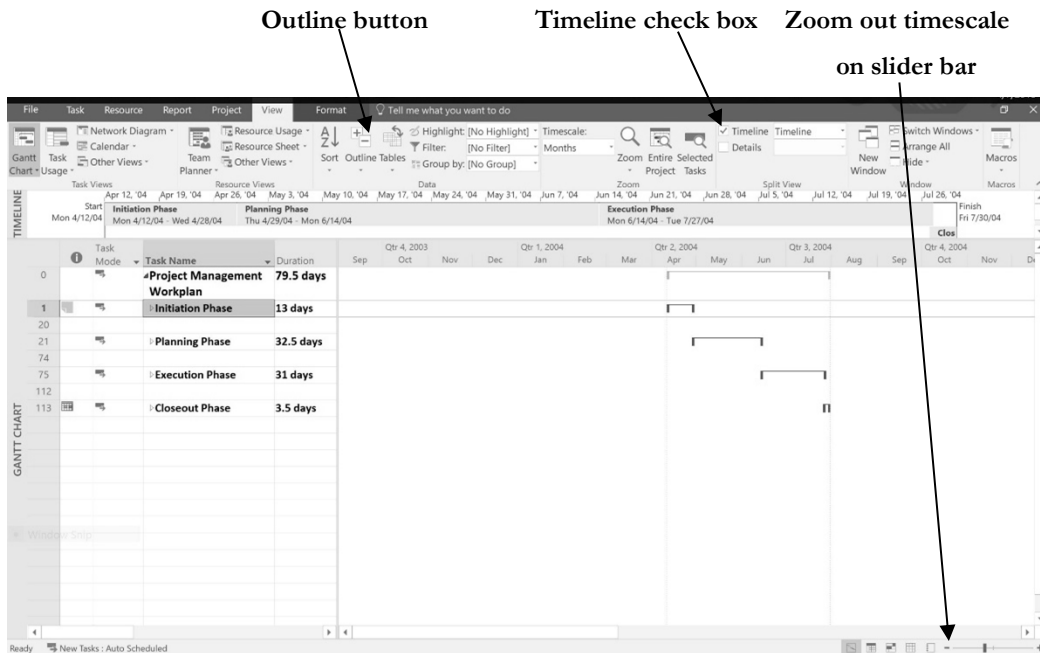 Outline button Timeline check box Zoom out timescale
on slider bar
File Task Resource Report Project View Format Tell me what you want to do
Network Diagram Resource Usage Highlight: [No Highlight] Timescale: Timeline Timeline Switch Windows
Calendar Resource Sheet Filter: [No Filter] Months Details Arrange All
Gantt Chart Task Usage Other Views Team Planner Other Views Sort Outline Tables Group by: [No Group] Zoom Entire Project Selected Tasks New Window Hide Macros
Task Views Resource Views Data Zoom Split View Window Macros
TIMELINE
Apr 12, '04 Apr 19, '04 Apr 26, '04 May 3, '04 May 10, '04 May 17, '04 May 24, '04 May 31, '04 Jun 7, '04 Jun 14, '04 Jun 21, '04 Jun 28, '04 Jul 5, '04 Jul 12, '04 Jul 19, '04 Jul 26, '04
Start Initiation Phase Planning Phase Execution Phase Finish
Mon 4/12/04 Mon 4/12/04 - Wed 4/28/04 Thu 4/29/04 - Mon 6/14/04 Mon 6/14/04 - Tue 7/27/04 Fri 7/30/04
Clos
GANTT CHART
Qtr 4, 2003 Qtr 1, 2004 Qtr 2, 2004 Qtr 3, 2004 Qtr 4, 2004
Task Mode Task Name Duration Sep Oct Nov Dec Jan Feb Mar Apr May Jun Jul Aug Sep Oct Nov
0 Project Management 79.5 days
Workplan
1 Initiation Phase 13 days
20
21 Planning Phase 32.5 days
74
75 Execution Phase 31 days
112
113 Closeout Phase 3.5 days
Window Snip
Ready New Tasks : Auto Scheduled